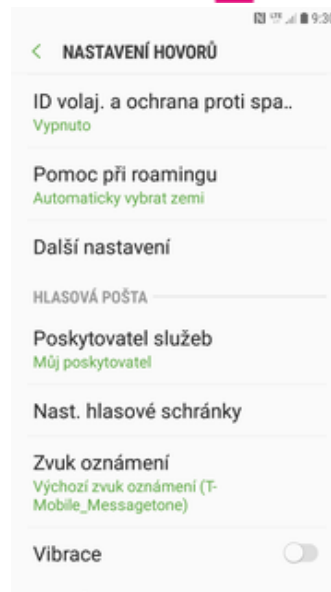 9:30
< NASTAVENÍ HOVORŮ
ID volaj. a ochrana proti spa..
Vypnuto
Pomoc při roamingu
Automaticky vybrat zemi
Další nastavení
HLASOVÁ POŠTA
Poskytovatel služeb
Můj poskytovatel
Nast. hlasové schránky
Zvuk oznámení
Výchozí zvuk oznámení (T-
Mobile_Messagetone)
Vibrace